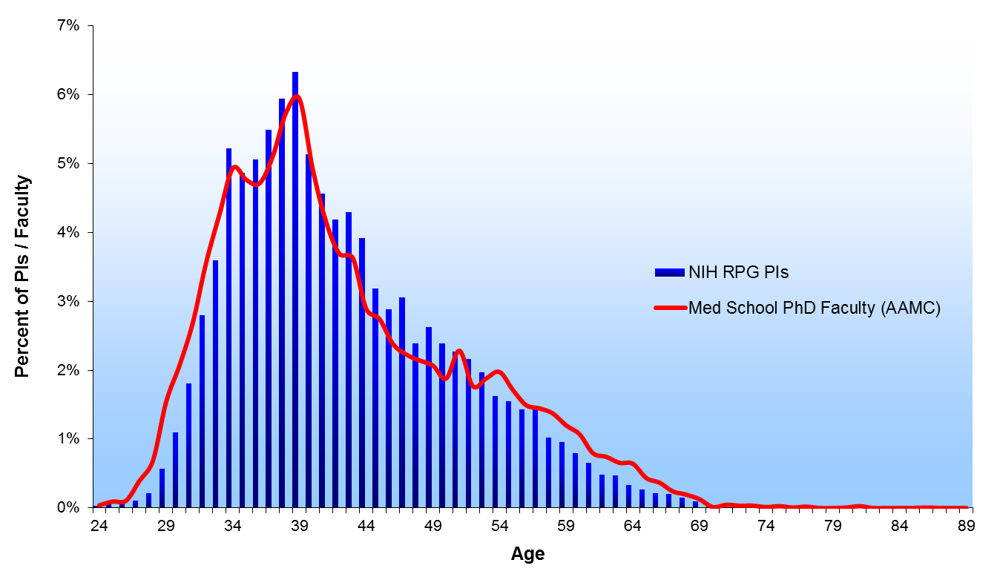 7%
6%
5%
4%
3%
2%
1%
0%
Percent of PIs / Faculty
NIH RPG PIs
Med School PhD Faculty (AAMC)
24 29 34 39 44 49 54 59 64 69 74 79 84 89
Age